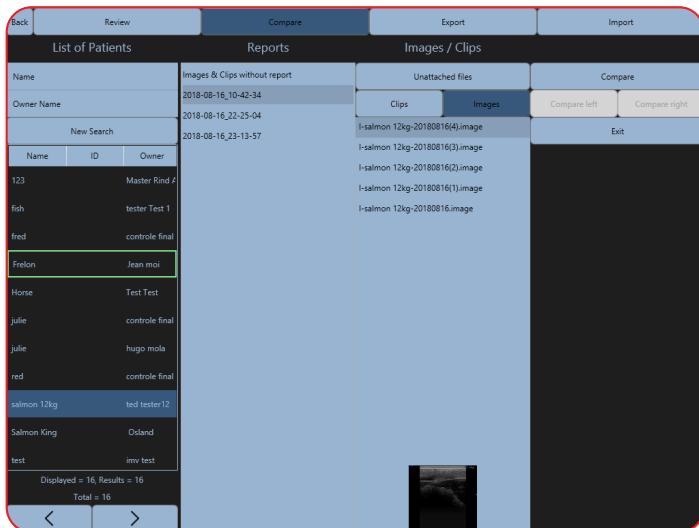 Back Review Compare Export Import
List of Patients Reports Images / Clips
Name
Owner Name
New Search
Name ID Owner
123 Master Rind A
fish tester Test 1
fred controle final
Frelon Jean moi
Horse Test Test
julie controle final
julie hugo mola
red controle final
salmon 12kg ted tester12
Salmon King Osland
test imv test
Displayed = 16, Results = 16
Total = 16
Images & Clips without report
2018-08-16_10-42-34
2018-08-16_22-25-04
2018-08-16_23-13-57
Unattached files
Clips Images
I-salmon 12kg-20180816(4).image
I-salmon 12kg-20180816(3).image
I-salmon 12kg-20180816(2).image
I-salmon 12kg-20180816(1).image
I-salmon 12kg-20180816.image
Compare
Compare left Compare right
Exit